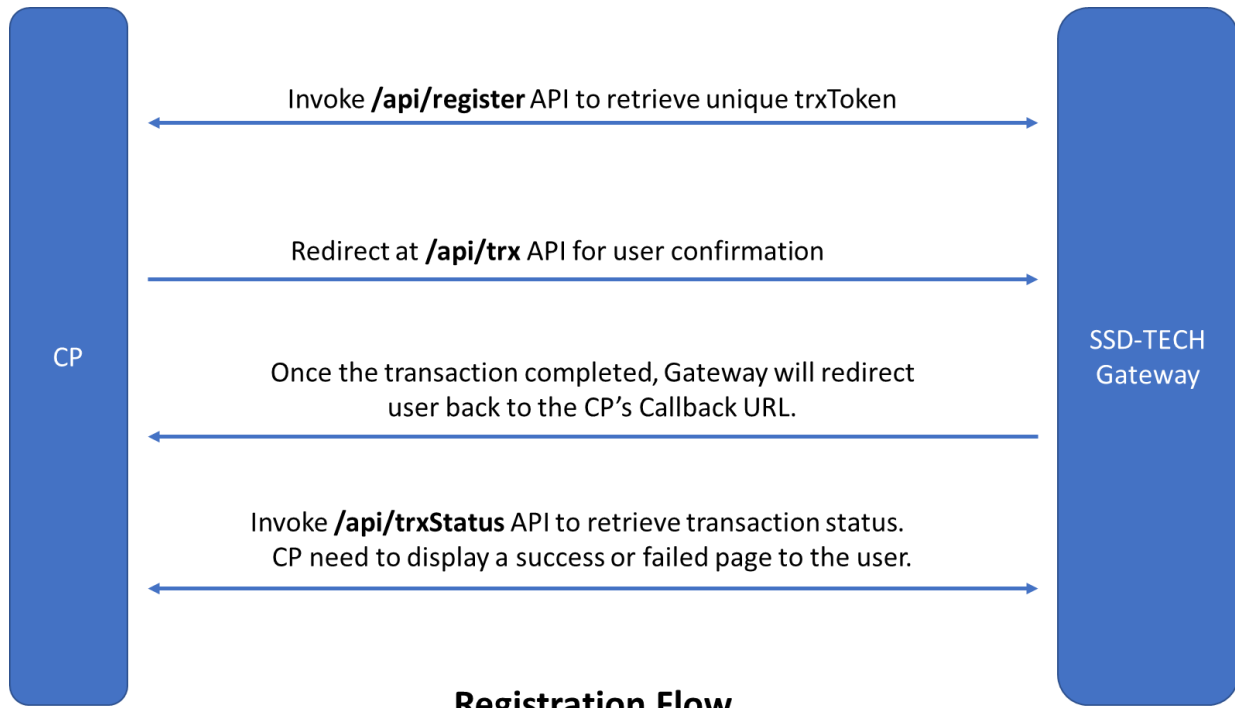 Invoke /api/register API to retrieve unique trxToken
Redirect at /api/trx API for user confirmation
CP
SSD-TECH
Gateway
Once the transaction completed, Gateway will redirect
user back to the CP’s Callback URL.
Invoke /api/trxStatus API to retrieve transaction status.
CP need to display a success or failed page to the user.
Registration Flow